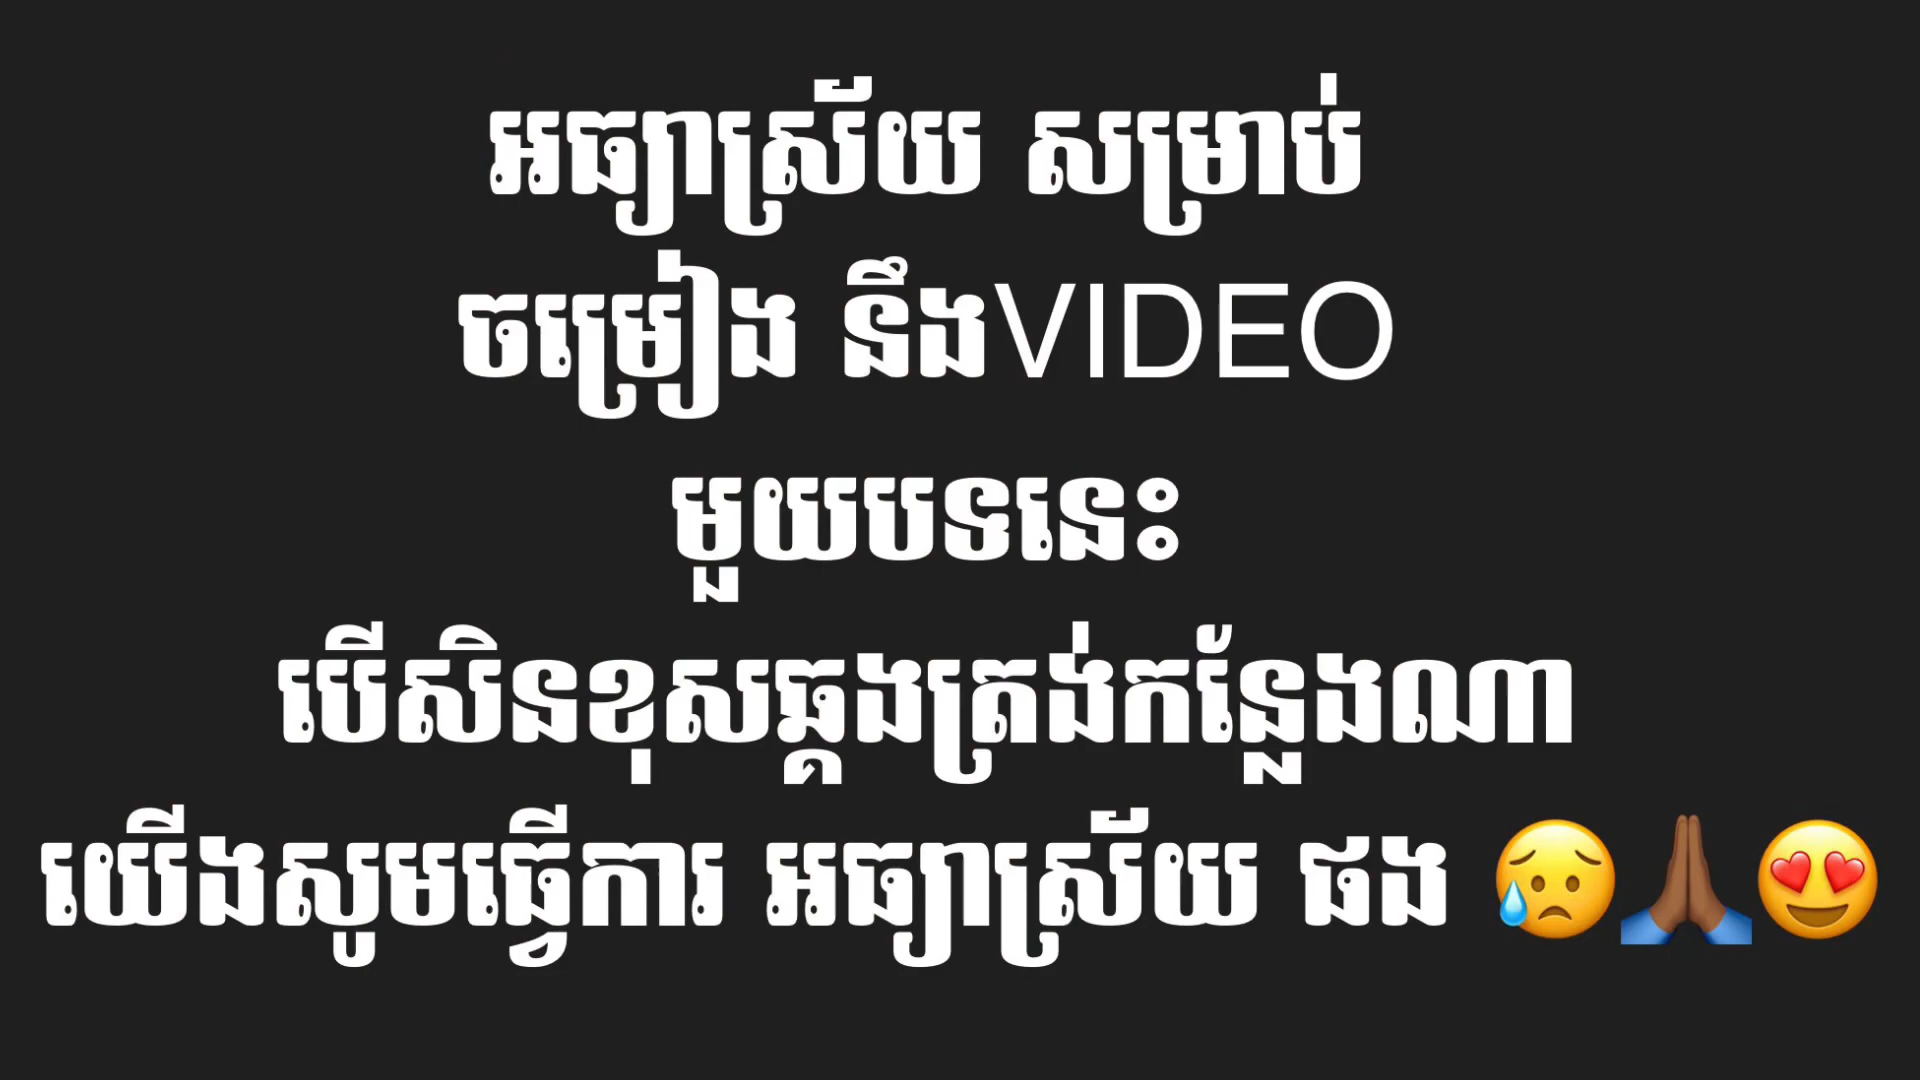 អធ្យាស្រ័យ សម្រាប់
ចម្រៀង នឹងVIDEO
មួយបទនេះ
បើសិនខុសឆ្គងត្រង់កន្លែងណា
យើងសូមធ្វើការ អធ្យាស្រ័យ ផង 😥🙏🏾😍